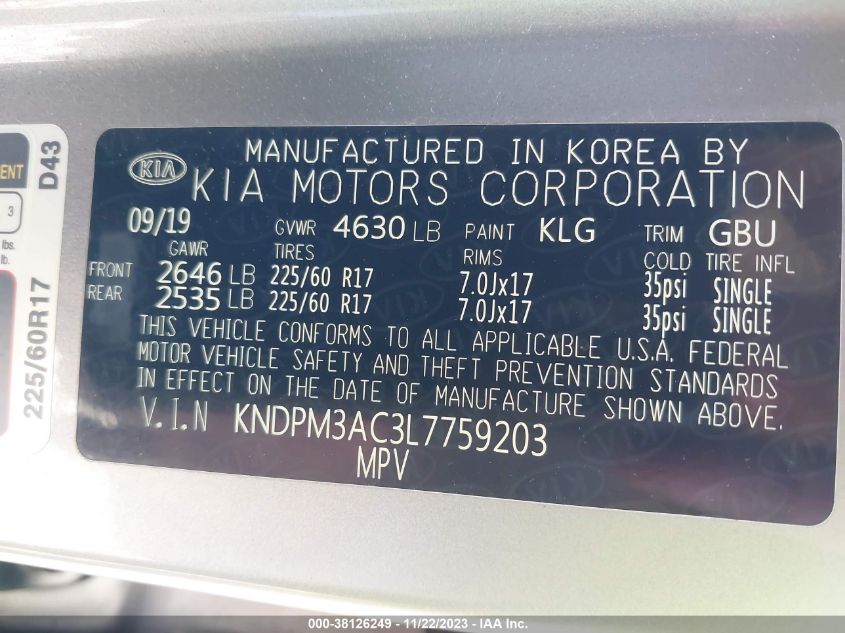 KIA
MANUFACTURED IN KOREA BY
KIA MOTORS CORPORATION
09/19 GVWR 4630 LB PAINT KLG TRIM GBU
GAWR TIRES RIMS COLD TIRE INFL
FRONT 2646 LB 225/60 R17 7.0Jx17 35psi SINGLE
REAR 2535 LB 225/60 R17 7.0Jx17 35psi SINGLE
THIS VEHICLE CONFORMS TO ALL APPLICABLE U.S.A. FEDERAL
MOTOR VEHICLE SAFETY AND THEFT PREVENTION STANDARDS
IN EFFECT ON THE DATE OF MANUFACTURE SHOWN ABOVE.
V.I.N KNDPM3AC3L7759203
MPV
3
lbs.
lb.
225/60R17 D43
000-38126249 - 11/22/2023 - IAA Inc.